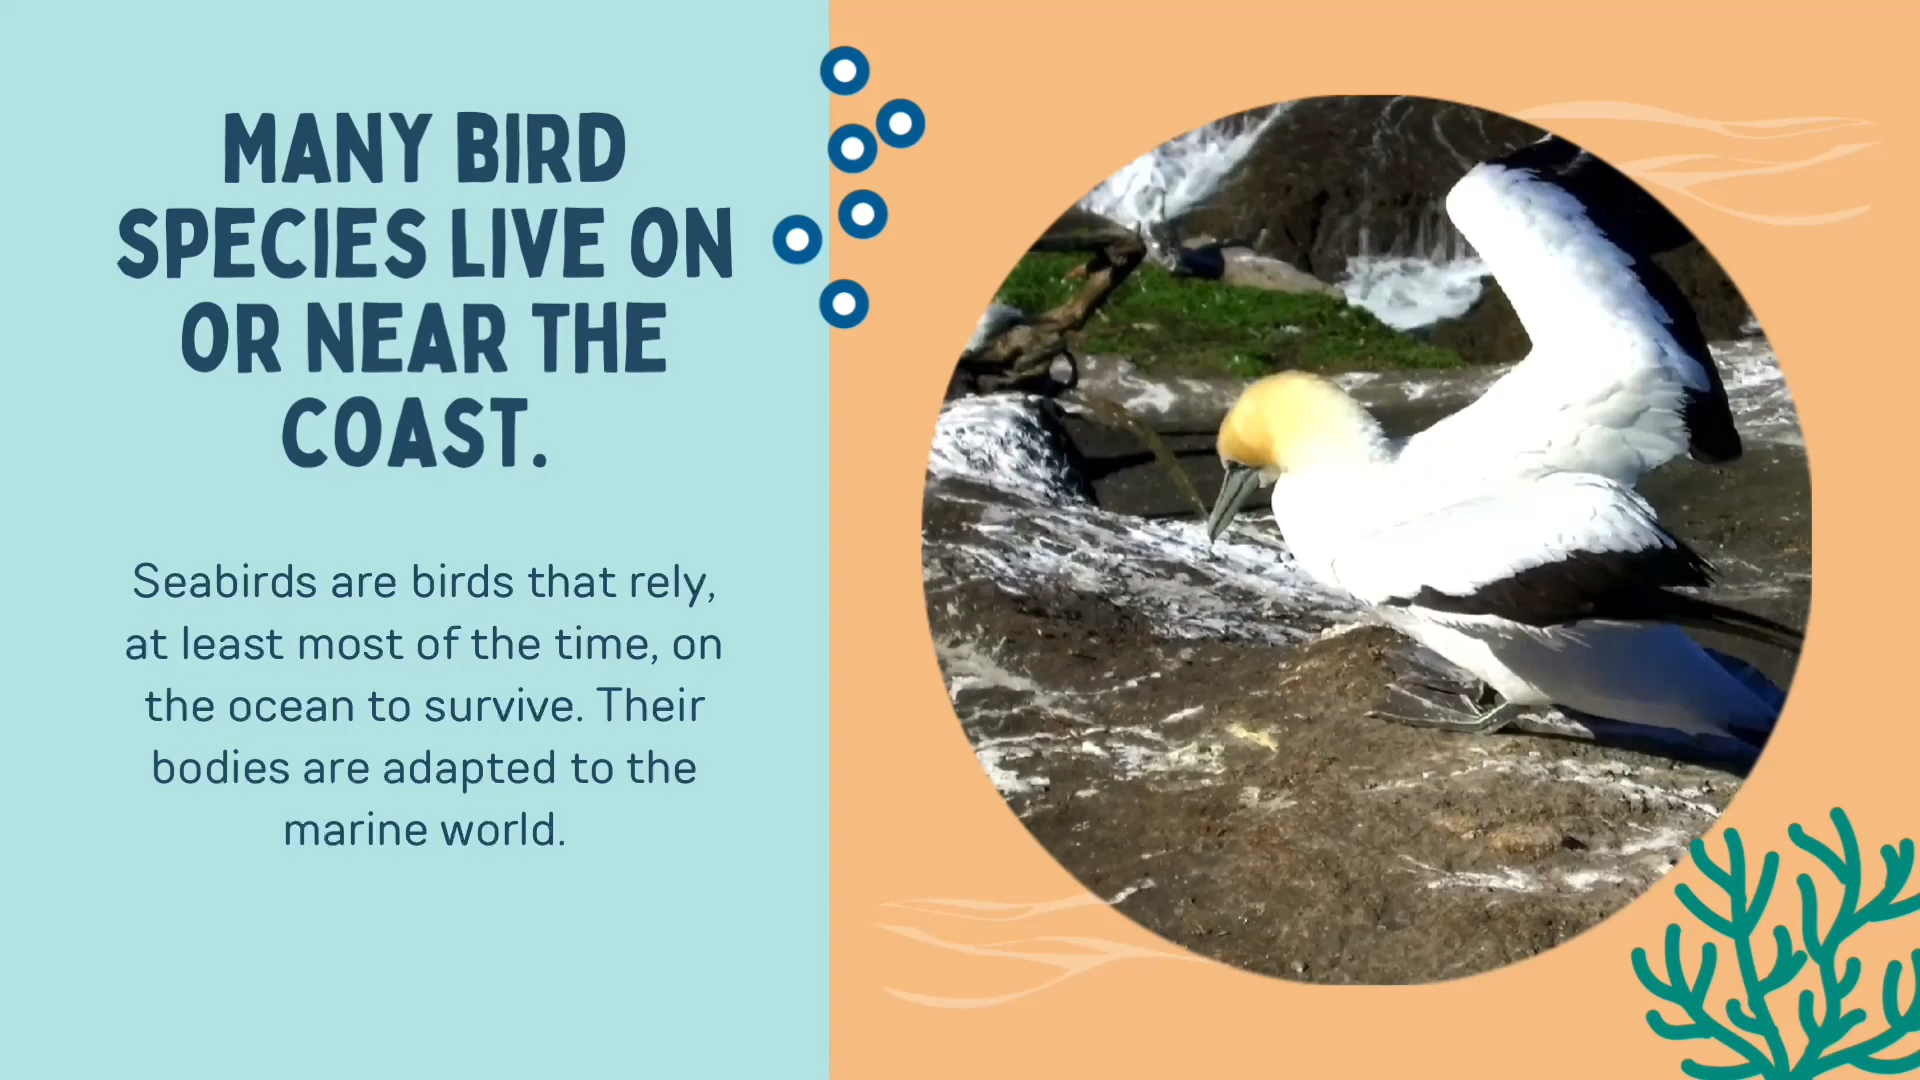 MANY BIRD
SPECIES LIVE ON
OR NEAR THE
COAST.
Seabirds are birds that rely,
at least most of the time, on
the ocean to survive. Their
bodies are adapted to the
marine world.